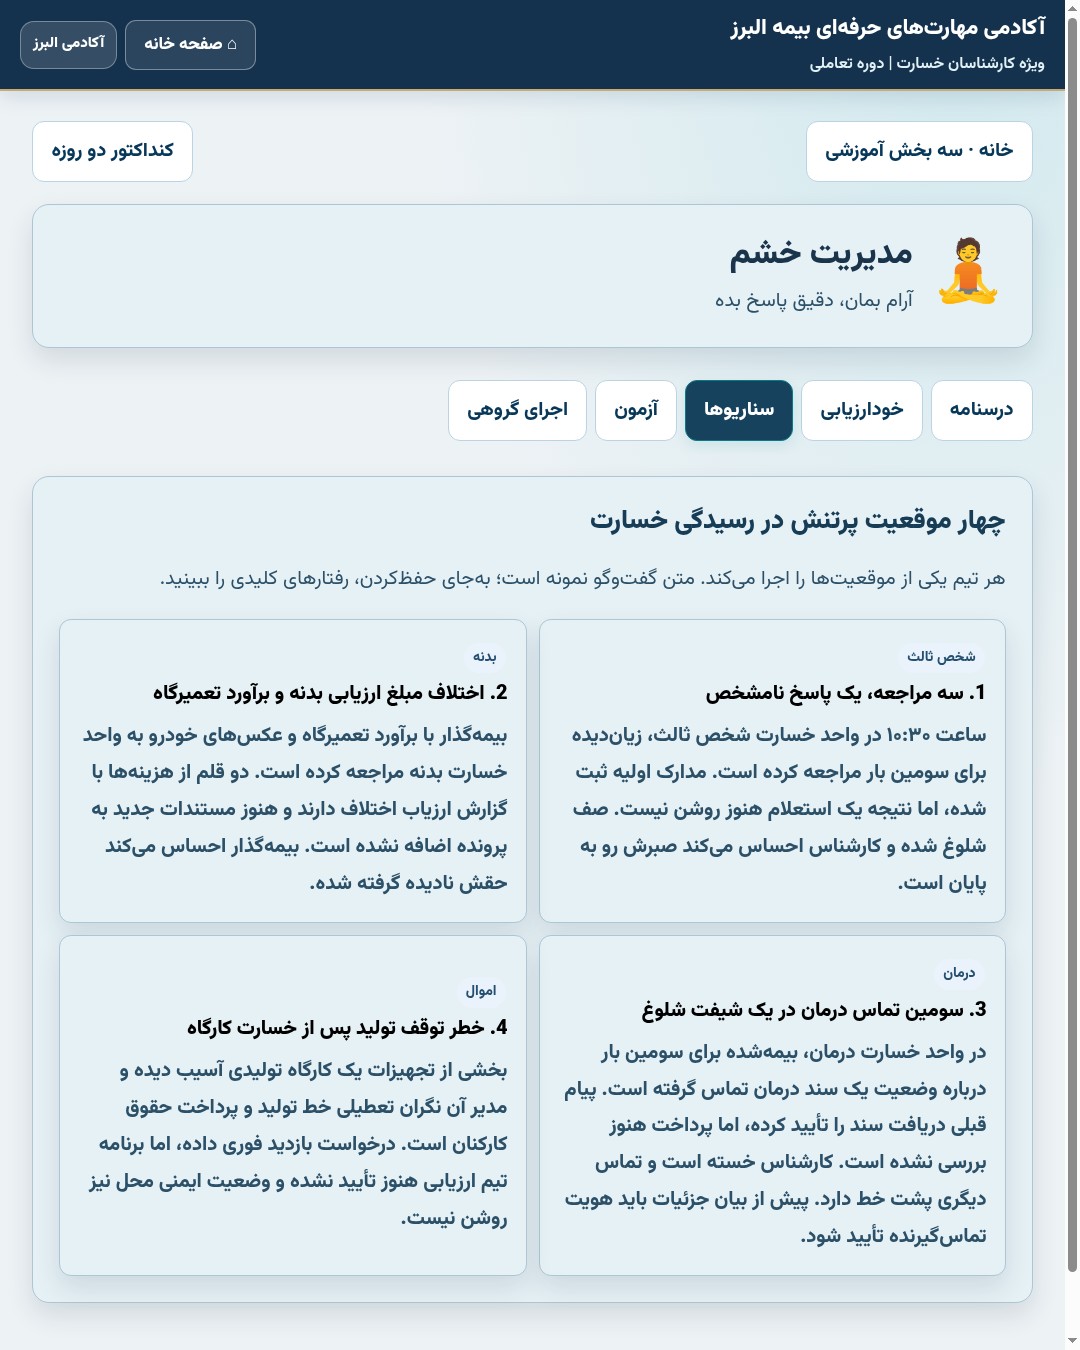 آکادمی مهارت‌های حرفه‌ای بیمه البرز
ویژه کارشناسان خسارت | دوره تعاملی
⌂ صفحه خانه
آکادمی البرز
خانه · سه بخش آموزشی
کنداکتور دو روزه
مدیریت خشم
آرام بمان، دقیق پاسخ بده
درسنامه
خودارزیابی
سناریوها
آزمون
اجرای گروهی
چهار موقعیت پرتنش در رسیدگی خسارت
هر تیم یکی از موقعیت‌ها را اجرا می‌کند. متن گفت‌وگو نمونه است؛ به‌جای حفظ‌کردن، رفتارهای کلیدی را ببینید.
شخص ثالث
1. سه مراجعه، یک پاسخ نامشخص
ساعت ۱۰:۳۰ در واحد خسارت شخص ثالث، زیان‌دیده
برای سومین بار مراجعه کرده است. مدارک اولیه ثبت
شده، اما نتیجه یک استعلام هنوز روشن نیست. صف
شلوغ شده و کارشناس احساس می‌کند صبرش رو به
پایان است.
بدنه
2. اختلاف مبلغ ارزیابی بدنه و برآورد تعمیرگاه
بیمه‌گذار با برآورد تعمیرگاه و عکس‌های خودرو به واحد
خسارت بدنه مراجعه کرده است. دو قلم از هزینه‌ها با
گزارش ارزیاب اختلاف دارند و هنوز مستندات جدید به
پرونده اضافه نشده است. بیمه‌گذار احساس می‌کند
حقش نادیده گرفته شده.
درمان
3. سومین تماس درمان در یک شیفت شلوغ
در واحد خسارت درمان، بیمه‌شده برای سومین بار
درباره وضعیت یک سند درمان تماس گرفته است. پیام
قبلی دریافت سند را تأیید کرده، اما پرداخت هنوز
بررسی نشده است. کارشناس خسته است و تماس
دیگری پشت خط دارد. پیش از بیان جزئیات باید هویت
تماس‌گیرنده تأیید شود.
اموال
4. خطر توقف تولید پس از خسارت کارگاه
بخشی از تجهیزات یک کارگاه تولیدی آسیب دیده و
مدیر آن نگران تعطیلی خط تولید و پرداخت حقوق
کارکنان است. درخواست بازدید فوری داده، اما برنامه
تیم ارزیابی هنوز تأیید نشده و وضعیت ایمنی محل نیز
روشن نیست.